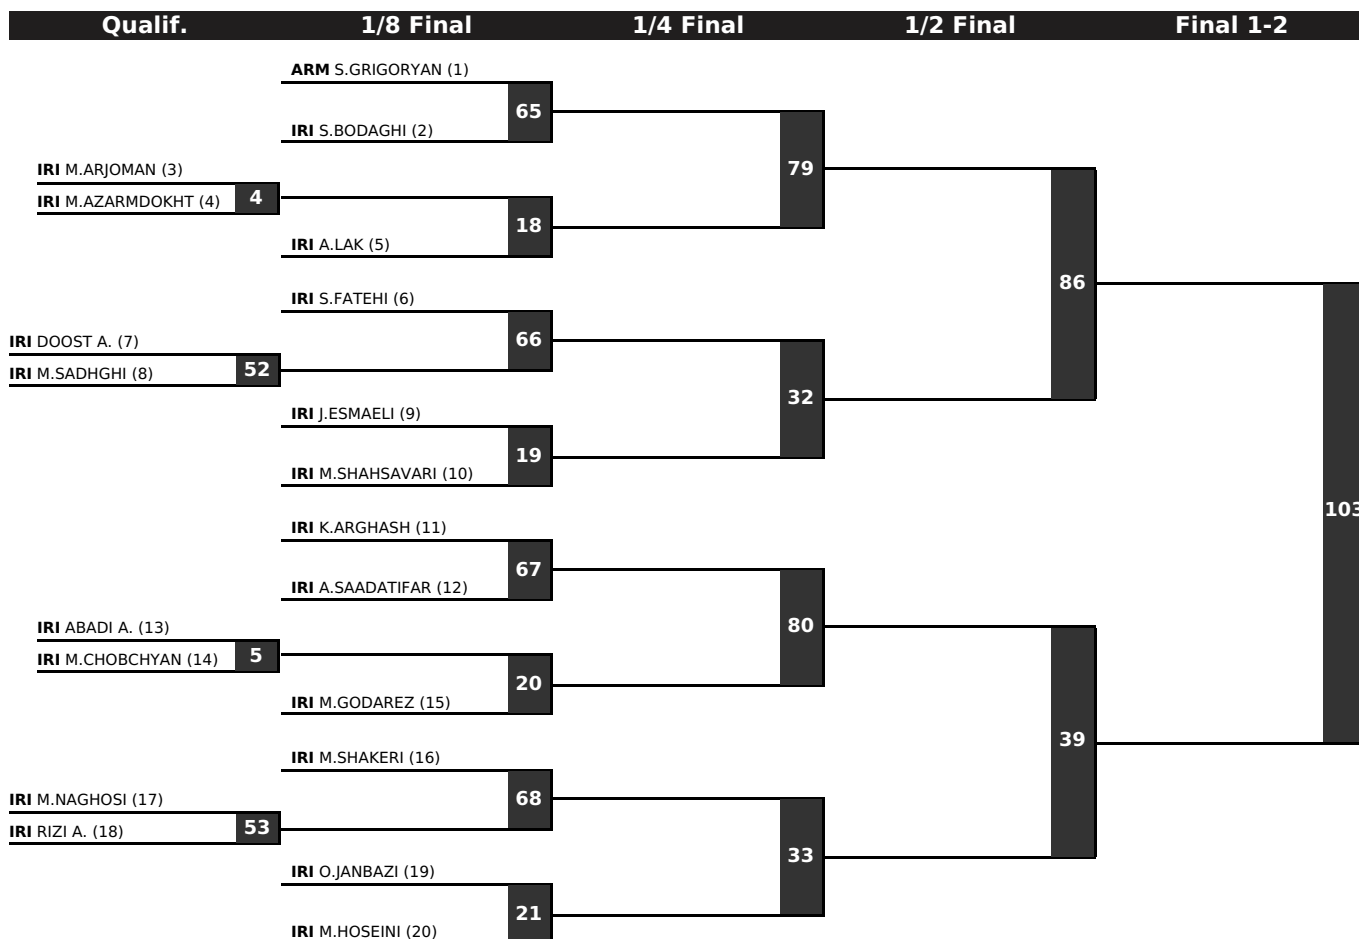 Qualif. 1/8 Final 1/4 Final 1/2 Final Final 1-2
ARM S.GRIGORYAN (1)
65
IRI S.BODAGHI (2)
79
IRI M.ARJOMAN (3)
IRI M.AZARMDOKHT (4) 4
18
IRI A.LAK (5)
86
IRI S.FATEHI (6)
66
IRI DOOST A. (7)
IRI M.SADHGHI (8) 52
32
IRI J.ESMAELI (9)
19
IRI M.SHAHSAVARI (10)
103
IRI K.ARGHASH (11)
67
IRI A.SAADATIFAR (12)
80
IRI ABADI A. (13)
IRI M.CHOBCHYAN (14) 5
20
IRI M.GODAREZ (15)
39
IRI M.SHAKERI (16)
68
IRI M.NAGHOSI (17)
IRI RIZI A. (18) 53
33
IRI O.JANBAZI (19)
21
IRI M.HOSEINI (20)